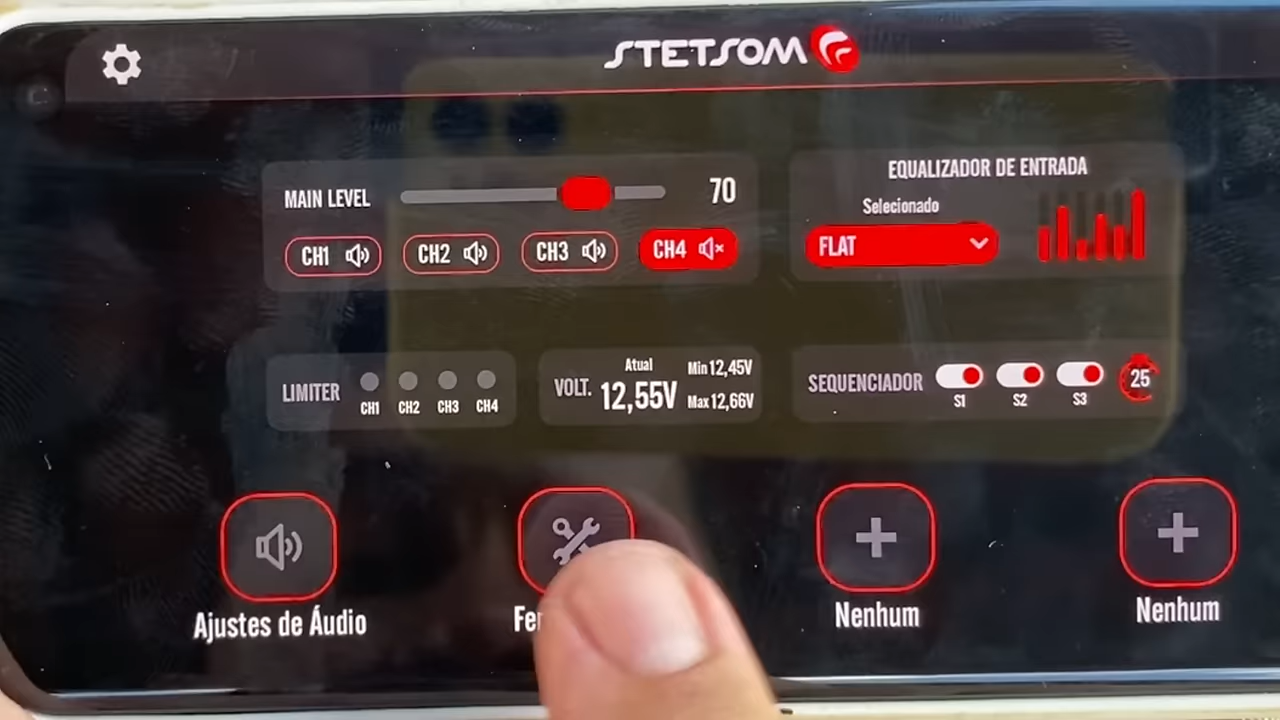 STETSOM
MAIN LEVEL 70
CH1 CH2 CH3 CH4
EQUALIZADOR DE ENTRADA
Selecionado
FLAT
LIMITER
CH1 CH2 CH3 CH4
VOLT.
Atual
12,55V
Min 12,45V
Max 12,66V
SEQUENCIADOR
S1 S2 S3
25
Ajustes de Áudio
Nenhum
Nenhum